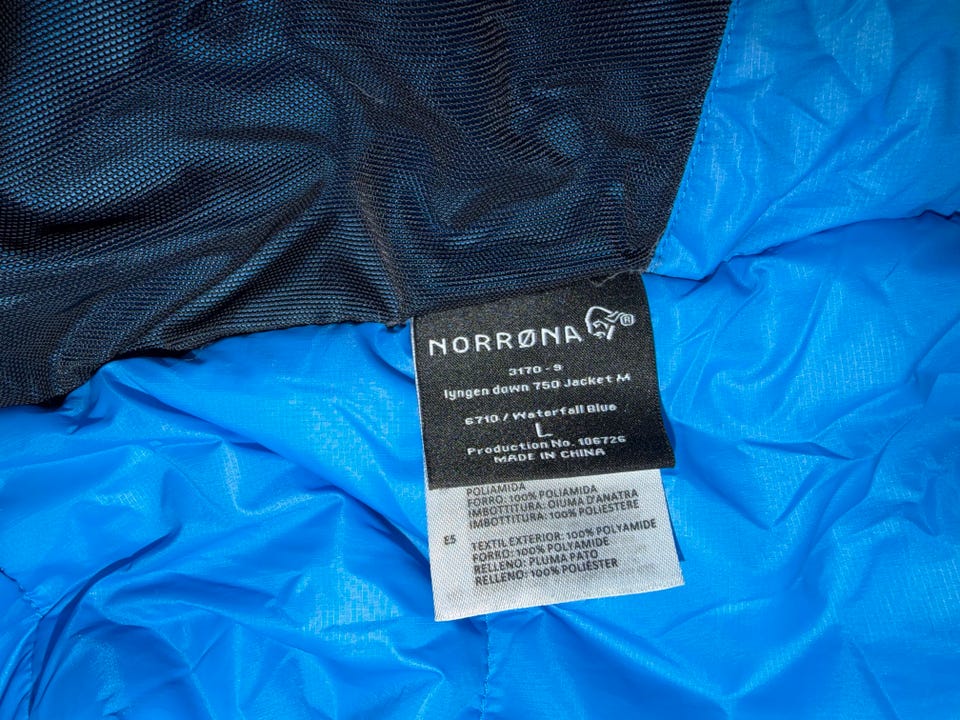 NORRØNA ®
3170 - 9
lyngen down 750 Jacket M
6710 / Waterfall Blue
L
Production No. 106726
MADE IN CHINA
POLIAMIDA
FORRO: 100% POLIAMIDA
IMBOTTITURA: OIUMA D'ANATRA
IMBOTTITURA: 100% POLIESTERE
ES TEXTIL EXTERIOR: 100% POLYAMIDE
FORRO: 100% POLYAMIDE
RELLENO: PLUMA PATO
RELLENO: 100% POLIÉSTER